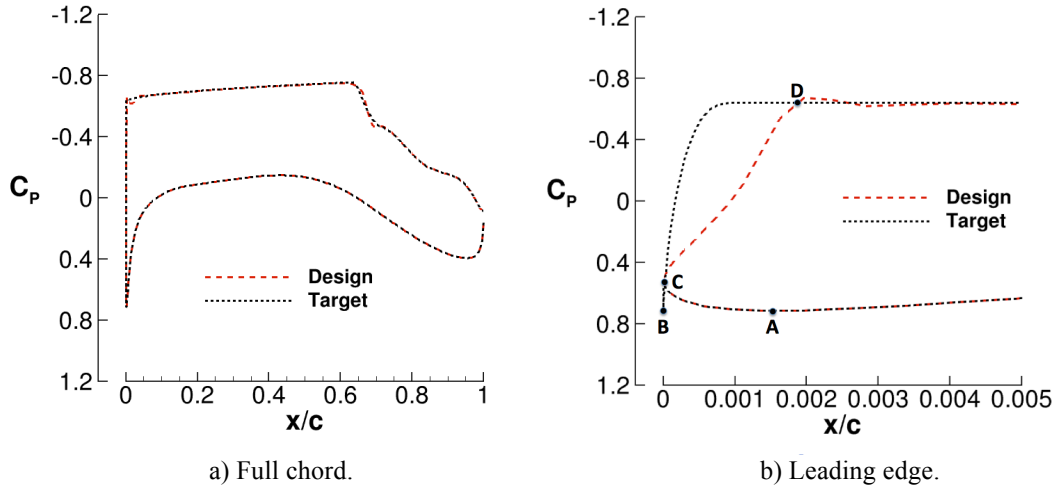 -1.2
-0.8
-0.4
0
0.4
0.8
1.2
C_P
Design
Target
0 0.2 0.4 0.6 0.8 1
x/c
a) Full chord.
-1.2
-0.8
-0.4
0
0.4
0.8
1.2
C_P
D
Design
Target
C
B
A
0 0.001 0.002 0.003 0.004 0.005
x/c
b) Leading edge.